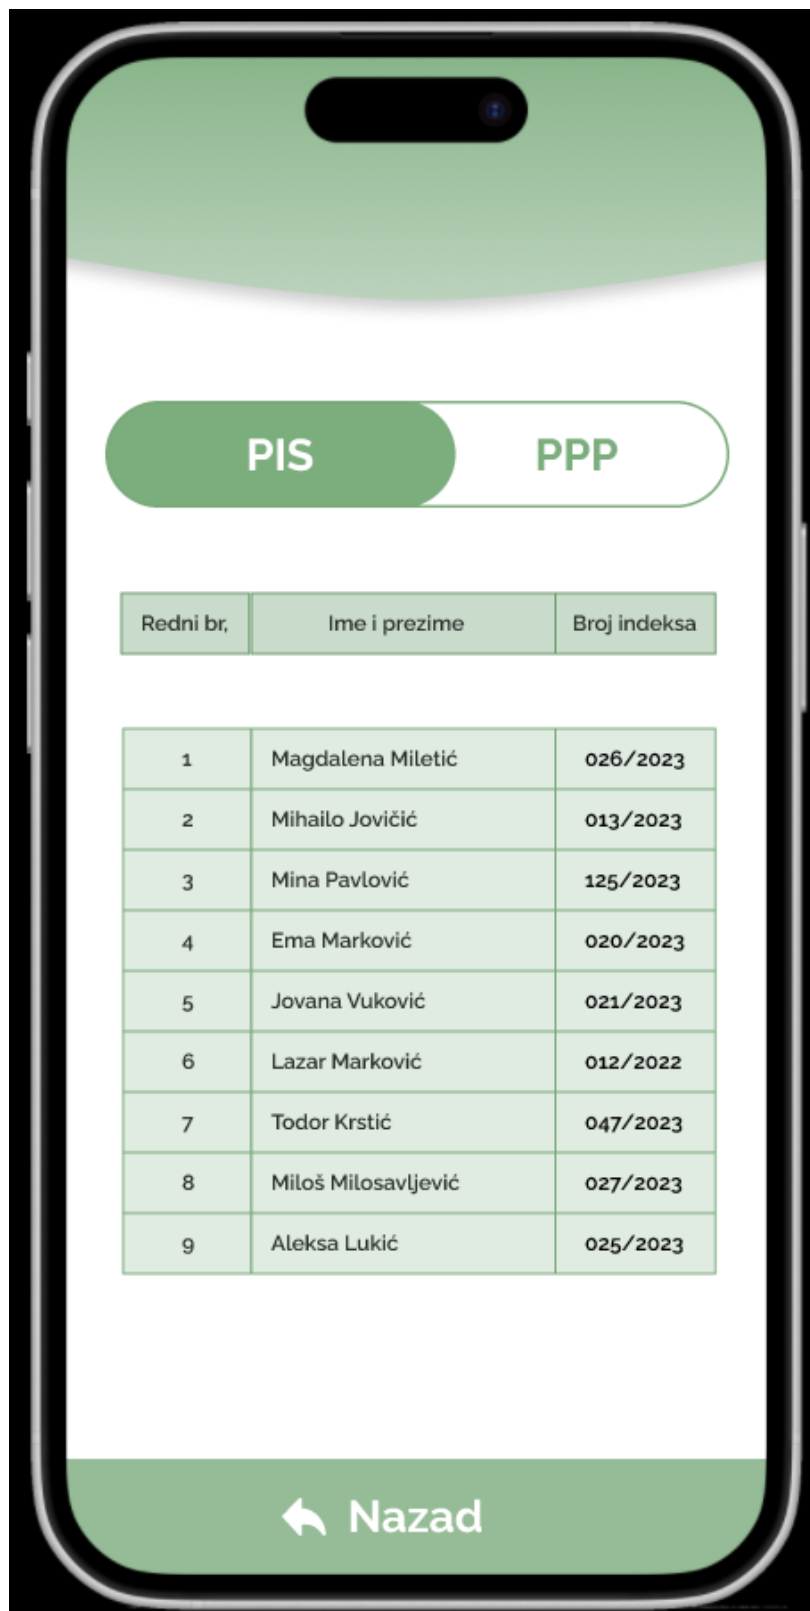 PIS PPP
Redni br, Ime i prezime Broj indeksa
1 Magdalena Miletić 026/2023
2 Mihailo Jovičić 013/2023
3 Mina Pavlović 125/2023
4 Ema Marković 020/2023
5 Jovana Vuković 021/2023
6 Lazar Marković 012/2022
7 Todor Krstić 047/2023
8 Miloš Milosavljević 027/2023
9 Aleksa Lukić 025/2023
Nazad